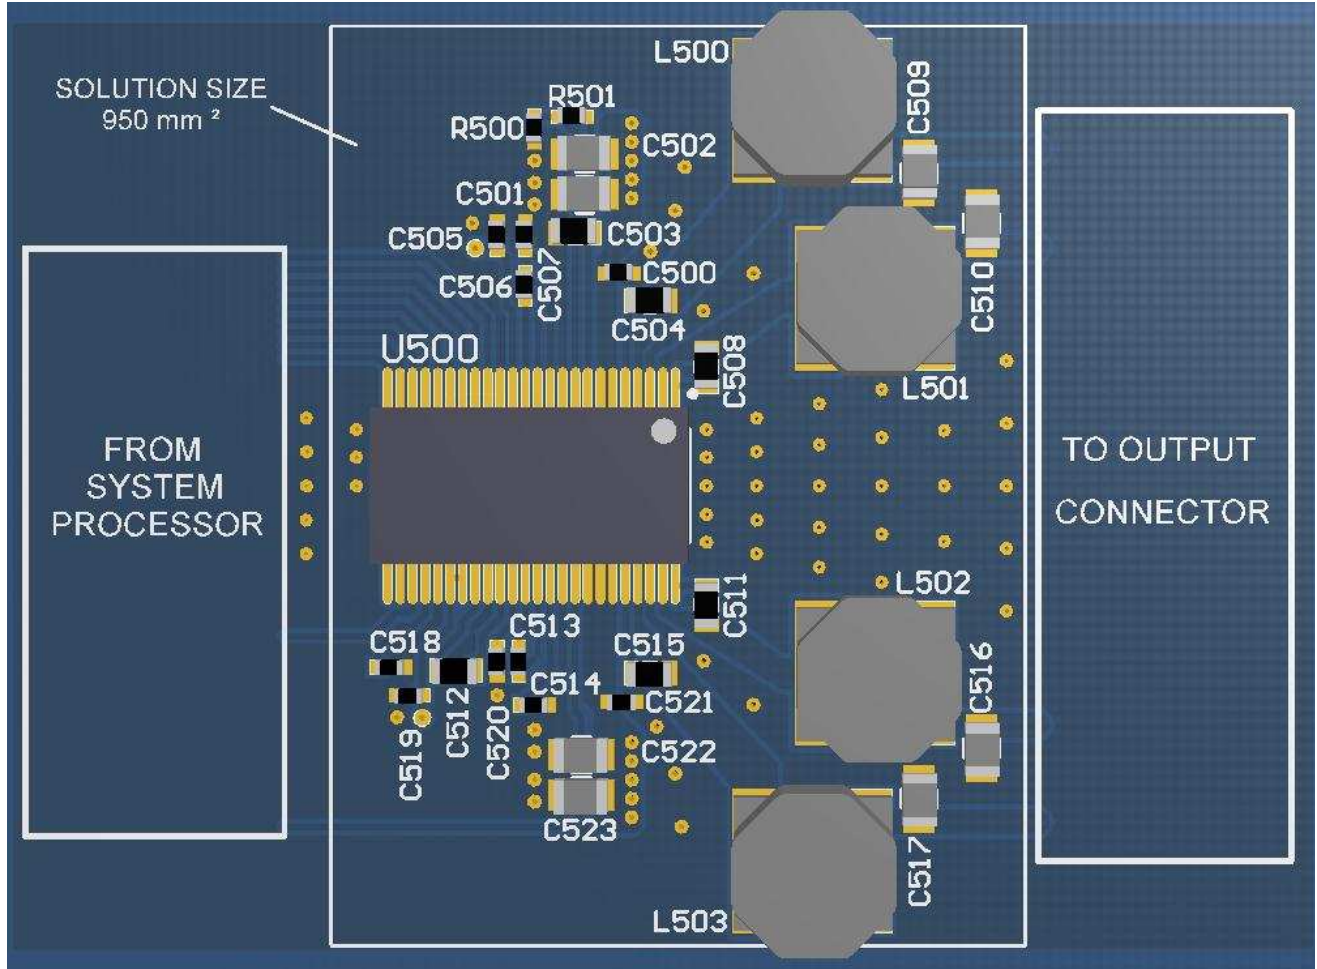 SOLUTION SIZE
950 mm ²
L500
C509
R501
R500
C502
C501
C505
C503
C507
C506
C500
C504
C510
U500
C508
L501
FROM
SYSTEM
PROCESSOR
TO OUTPUT
CONNECTOR
L502
C511
C513
C518
C515
C516
C514
C512
C521
C520
C519
C522
C523
C517
L503